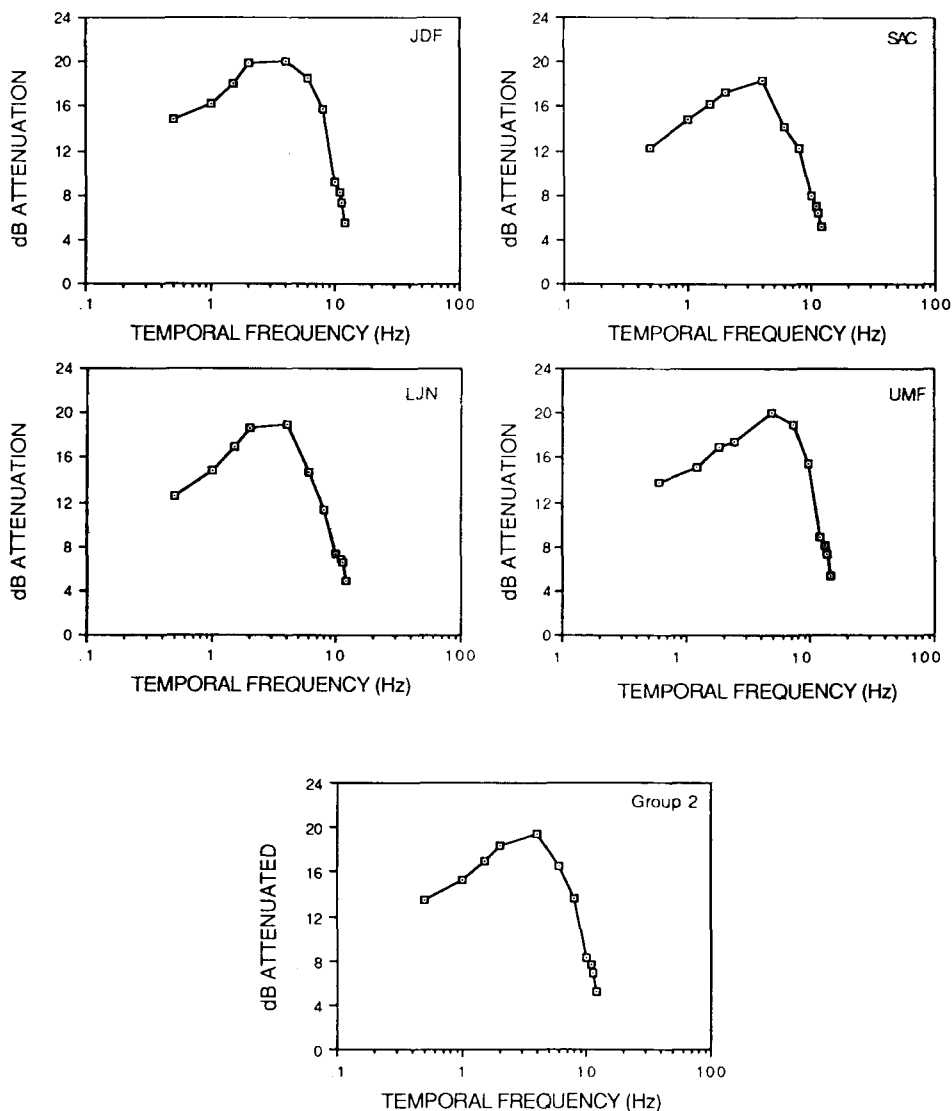 24
20
16
12
8
4
0
dB ATTENUATION
JDF
.1 1 10 100
TEMPORAL FREQUENCY (Hz)
24
20
16
12
8
4
0
dB ATTENUATION
SAC
.1 1 10 100
TEMPORAL FREQUENCY (Hz)
24
20
16
12
8
4
0
dB ATTENUATION
LJN
.1 1 10 100
TEMPORAL FREQUENCY (Hz)
24
20
16
12
8
4
0
dB ATTENUATION
UMF
1 1 10 100
TEMPORAL FREQUENCY (Hz)
24
20
16
12
8
4
0
dB ATTENUATED
Group 2
.1 1 10 100
TEMPORAL FREQUENCY (Hz)